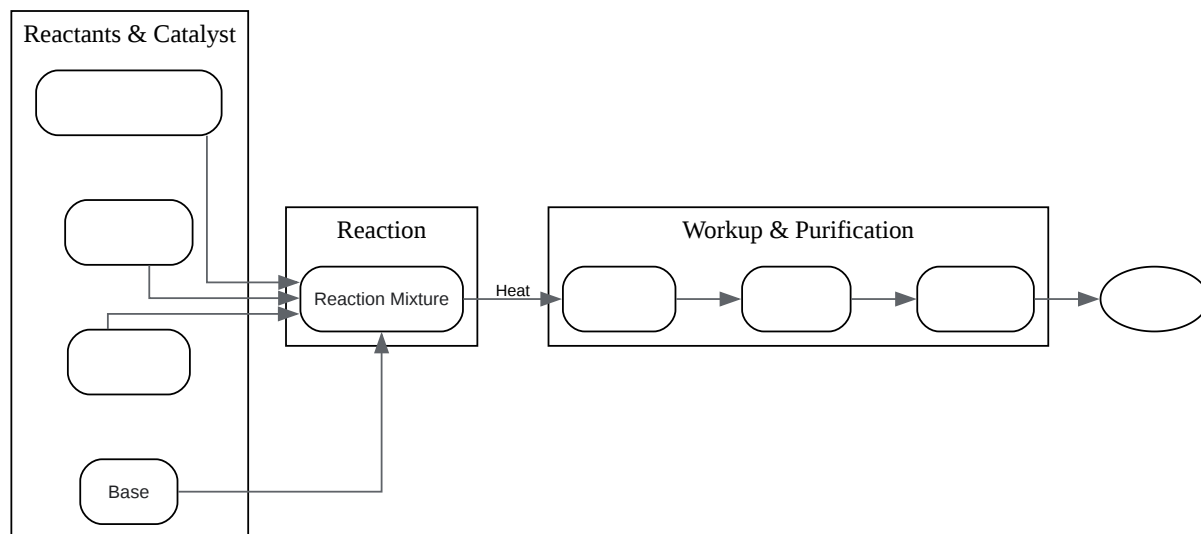 Reactants & Catalyst
Reaction
Workup & Purification
Reaction Mixture
Heat
Base